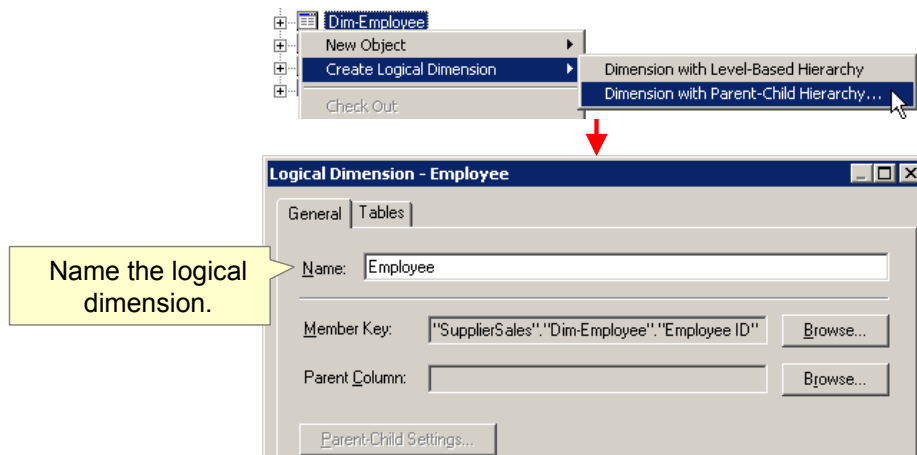 Dim-Employee
New Object
Create Logical Dimension
Dimension with Level-Based Hierarchy
Dimension with Parent-Child Hierarchy...
Check Out
Logical Dimension - Employee
General Tables
Name the logical
dimension.
Name: Employee
Member Key: "SupplierSales"."Dim-Employee"."Employee ID" Browse...
Parent Column: Browse...
Parent-Child Settings...